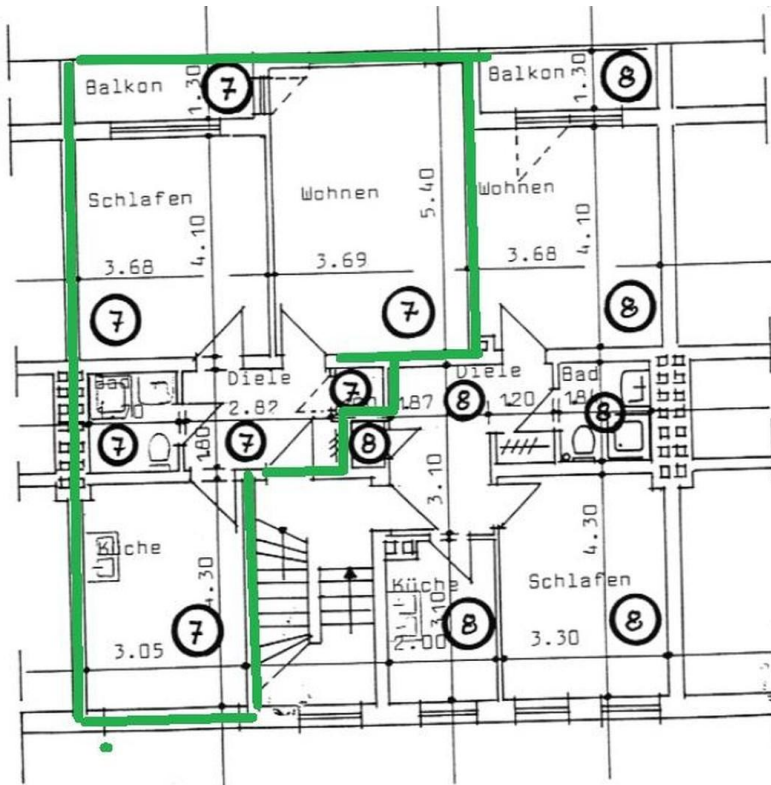 Balkon 1.30 7
Balkon 1.30 8
Schlafen 4.10
Wohnen 5.40
Wohnen 4.10
3.68 3.69 3.68
7 7 8
Bad Diele 7 Diele Bad
2.82 1.87 8 1.20 8
7 1.80 7 8
3.10
Küche 4.30
Küche 3.10
Schlafen 4.30
7 8 8
3.05 2.00 3.30